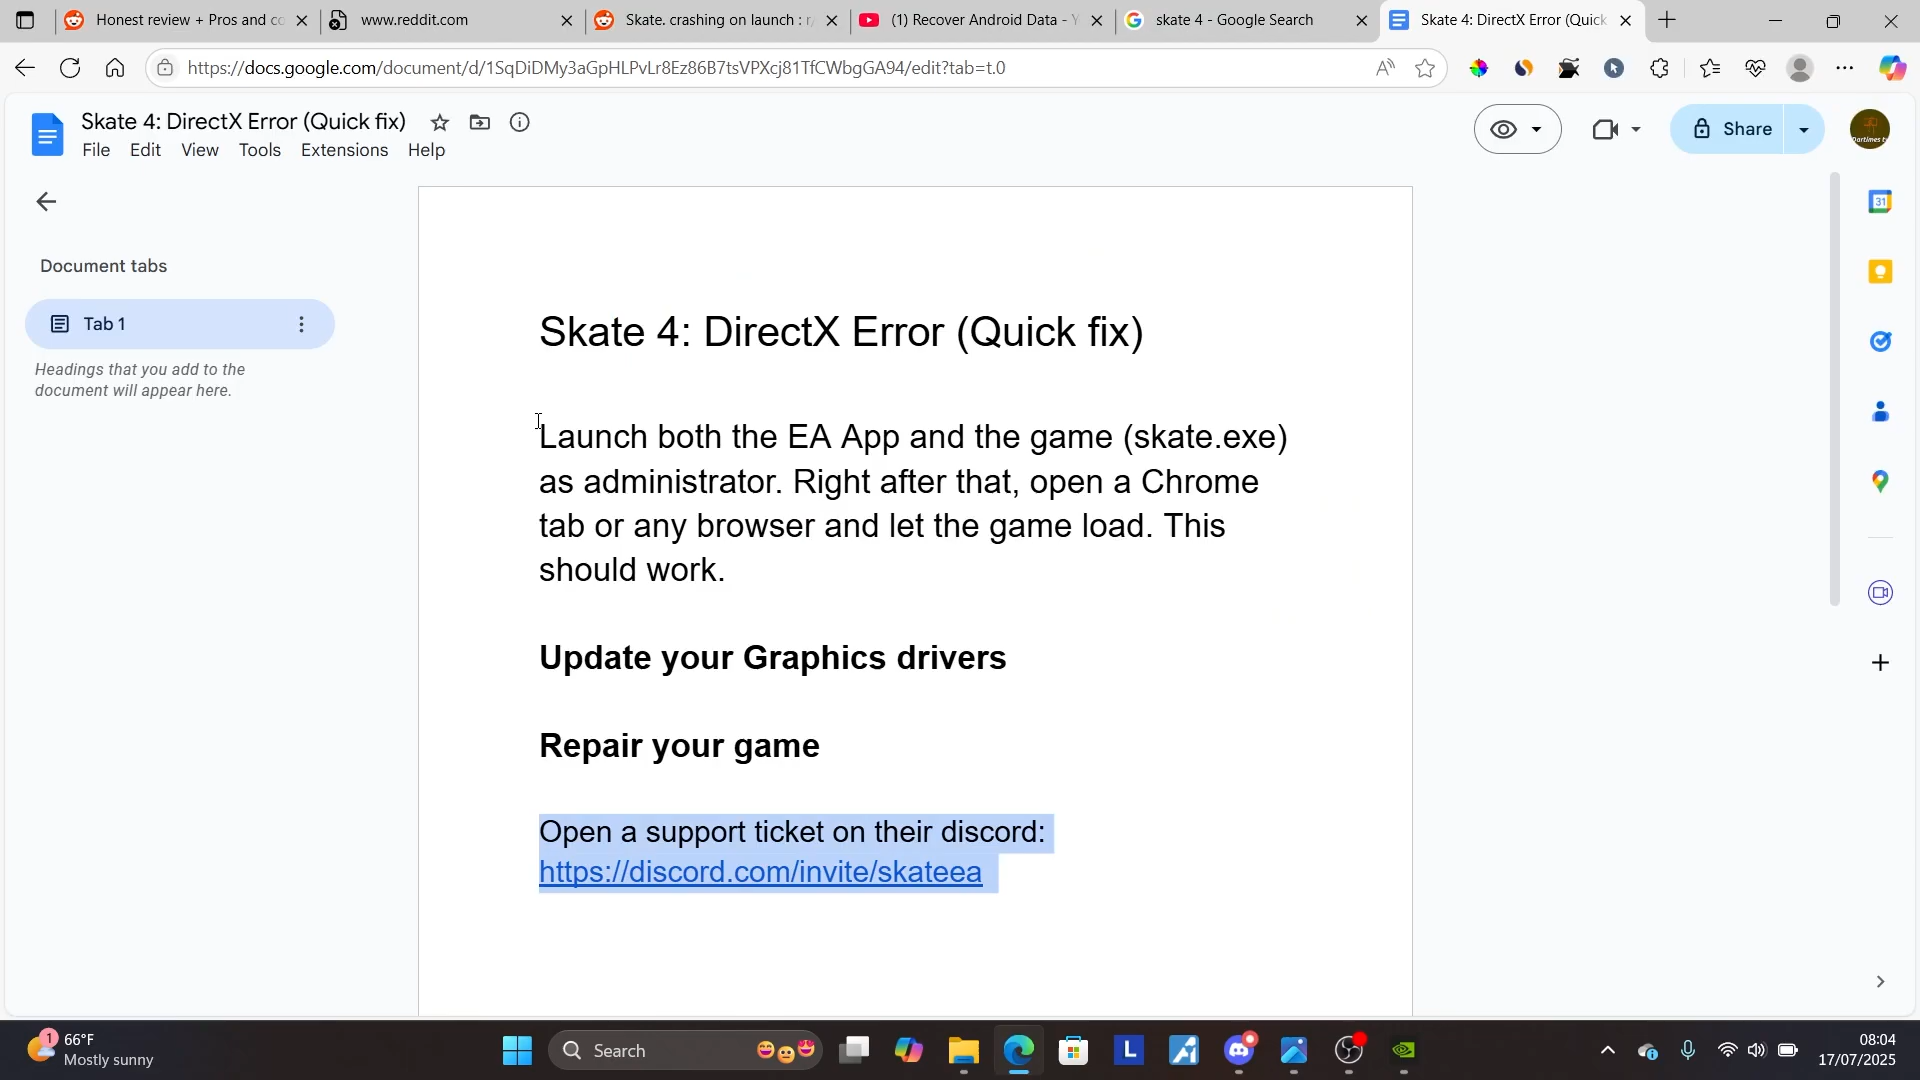 Honest review + Pros and co
www.reddit.com
Skate. crashing on launch : r/
(1) Recover Android Data - Y
skate 4 - Google Search
Skate 4: DirectX Error (Quick
https://docs.google.com/document/d/1SqDiDMy3aGpHLPvLr8Ez86B7tsVPXcj81TfCWbgGA94/edit?tab=t.0
Skate 4: DirectX Error (Quick fix)
File Edit View Tools Extensions Help
Share
Document tabs
Tab 1
Headings that you add to the
document will appear here.
Skate 4: DirectX Error (Quick fix)
Launch both the EA App and the game (skate.exe)
as administrator. Right after that, open a Chrome
tab or any browser and let the game load. This
should work.
Update your Graphics drivers
Repair your game
Open a support ticket on their discord:
https://discord.com/invite/skateea
31
1
66°F
Mostly sunny
Search
L
08:04
17/07/2025